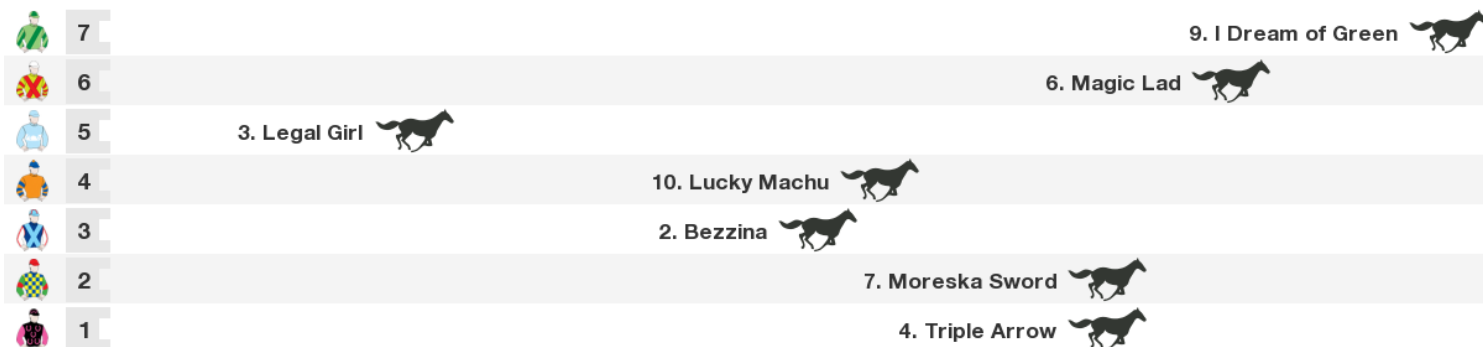 7 9. I Dream of Green
6 6. Magic Lad
5 3. Legal Girl
4 10. Lucky Machu
3 2. Bezzina
2 7. Moreska Sword
1 4. Triple Arrow